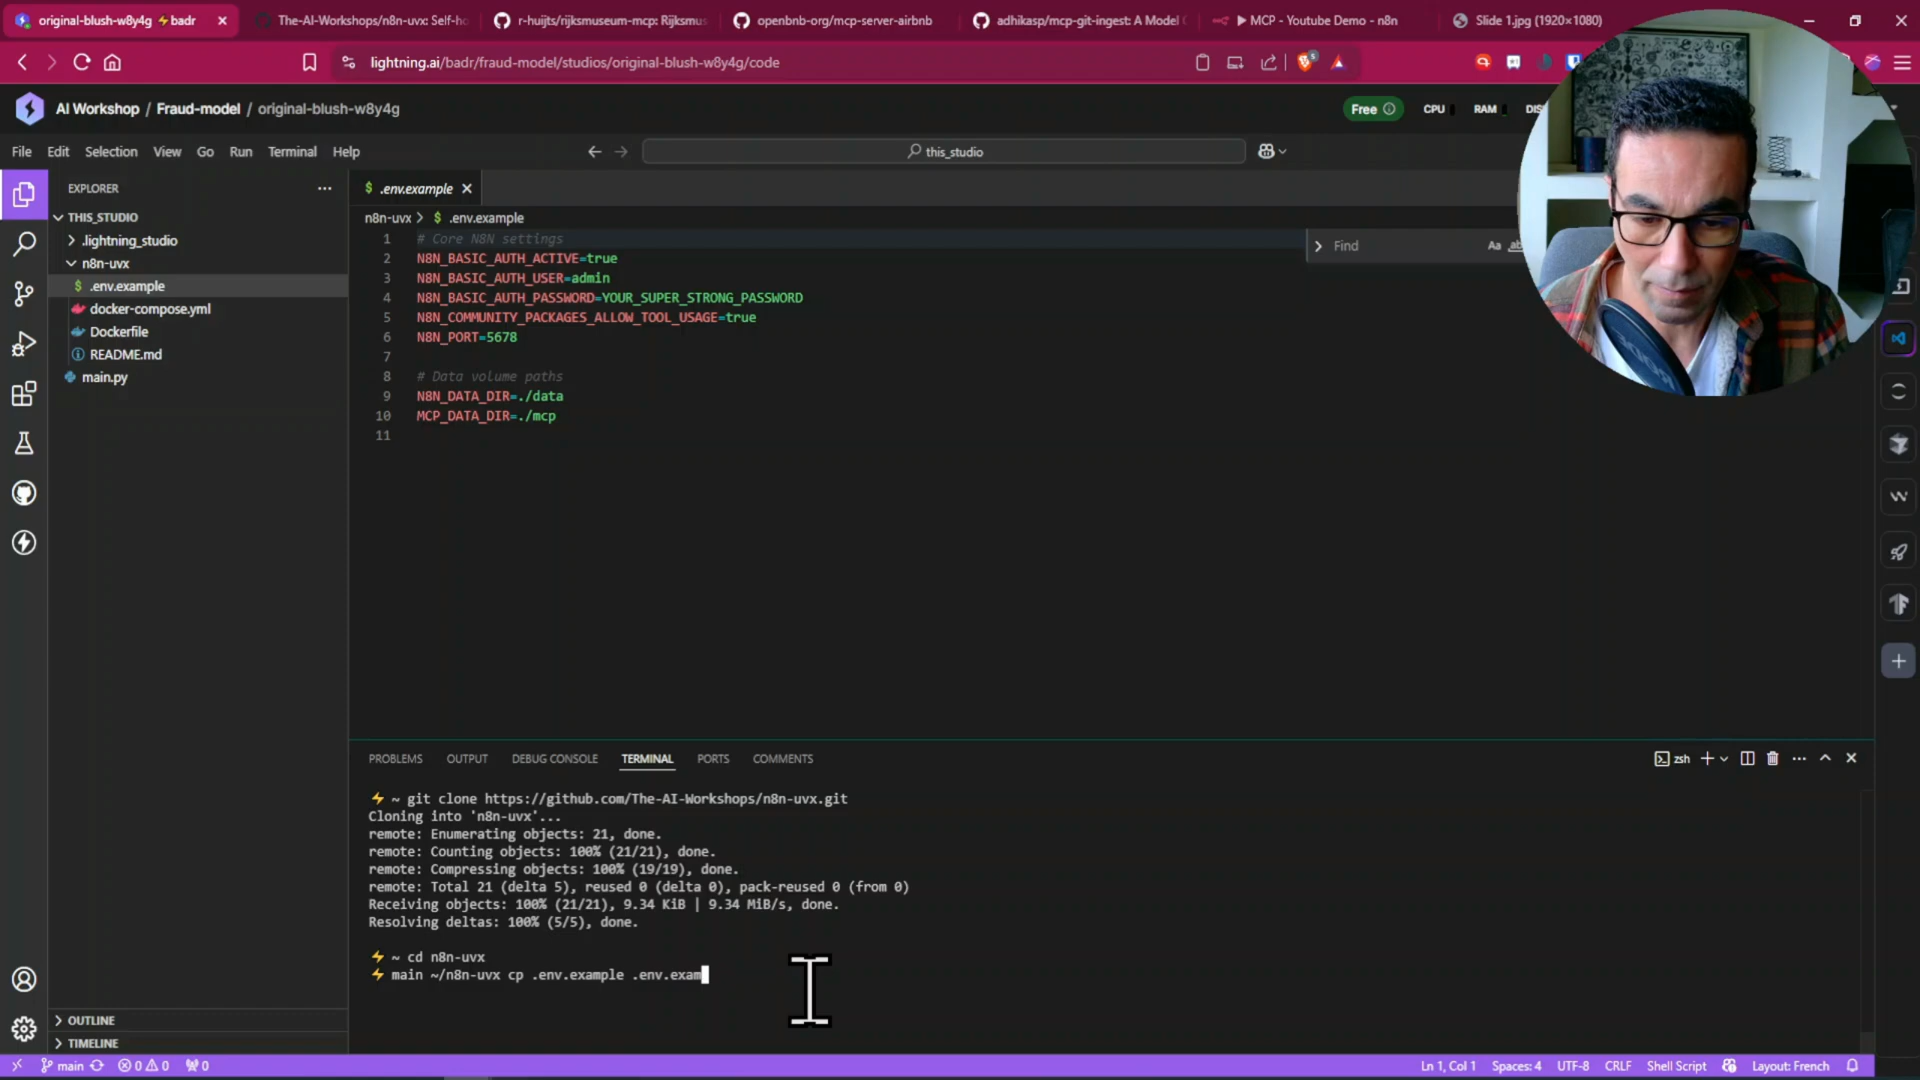 original-blush-w8y4g ⚡badr
The-AI-Workshops/n8n-uvx: Self-ho
r-huijts/rijksmuseum-mcp: Rijksmus
openbnb-org/mcp-server-airbnb
adhikasp/mcp-git-ingest: A Model C
▶ MCP - Youtube Demo - n8n
Slide 1.jpg (1920×1080)
lightning.ai/badr/fraud-model/studios/original-blush-w8y4g/code
AI Workshop / Fraud-model / original-blush-w8y4g
Free
CPU
RAM
File Edit Selection View Go Run Terminal Help
this_studio
EXPLORER
THIS_STUDIO
.lightning_studio
n8n-uvx
.env.example
docker-compose.yml
Dockerfile
README.md
main.py
OUTLINE
TIMELINE
$ .env.example
n8n-uvx > $ .env.example
Find
Aa
1 # Core N8N settings
2 N8N_BASIC_AUTH_ACTIVE=true
3 N8N_BASIC_AUTH_USER=admin
4 N8N_BASIC_AUTH_PASSWORD=YOUR_SUPER_STRONG_PASSWORD
5 N8N_COMMUNITY_PACKAGES_ALLOW_TOOL_USAGE=true
6 N8N_PORT=5678
7
8 # Data volume paths
9 N8N_DATA_DIR=./data
10 MCP_DATA_DIR=./mcp
11
PROBLEMS OUTPUT DEBUG CONSOLE TERMINAL PORTS COMMENTS
zsh
⚡ ~ git clone https://github.com/The-AI-Workshops/n8n-uvx.git
Cloning into 'n8n-uvx'...
remote: Enumerating objects: 21, done.
remote: Counting objects: 100% (21/21), done.
remote: Compressing objects: 100% (19/19), done.
remote: Total 21 (delta 5), reused 0 (delta 0), pack-reused 0 (from 0)
Receiving objects: 100% (21/21), 9.34 KiB | 9.34 MiB/s, done.
Resolving deltas: 100% (5/5), done.
⚡ ~ cd n8n-uvx
⚡ main ~/n8n-uvx cp .env.example .env.exam
main
0 0
0
Ln 1, Col 1
Spaces: 4
UTF-8
CRLF
Shell Script
Layout: French